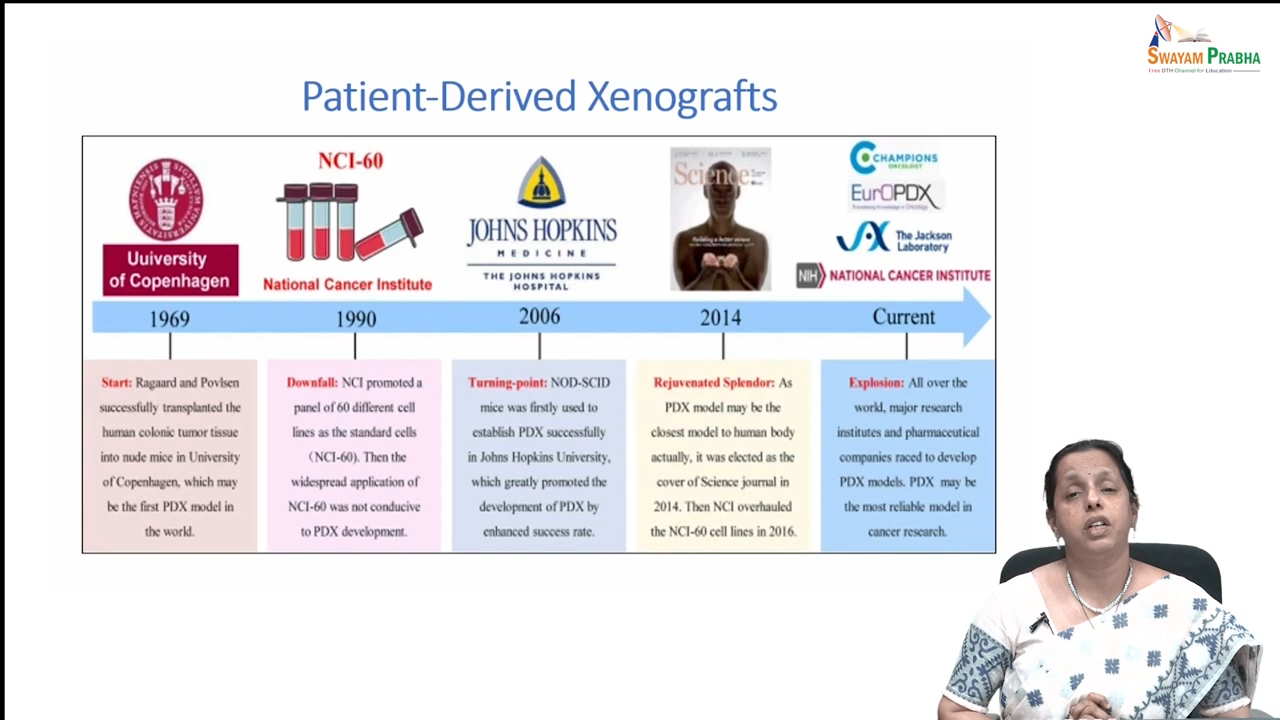 SWAYAM PRABHA
Free DTH Channel for Education
Patient-Derived Xenografts
Uuiversity
of Copenhagen
NCI-60
National Cancer Institute
JOHNS HOPKINS
MEDICINE
THE JOHNS HOPKINS
HOSPITAL
Science
CHAMPIONS
ONCOLOGY
EurOPDX
The Jackson
Laboratory
NIH NATIONAL CANCER INSTITUTE
1969
1990
2006
2014
Current
Start: Ragaard and Povlsen
successfully transplanted the
human colonic tumor tissue
into nude mice in University
of Copenhagen, which may
be the first PDX model in
the world.
Downfall: NCI promoted a
panel of 60 different cell
lines as the standard cells
(NCI-60). Then the
widespread application of
NCI-60 was not conducive
to PDX development.
Turning-point: NOD-SCID
mice was firstly used to
establish PDX successfully
in Johns Hopkins University,
which greatly promoted the
development of PDX by
enhanced success rate.
Rejuvenated Splendor: As
PDX model may be the
closest model to human body
actually, it was elected as the
cover of Science journal in
2014. Then NCI overhauled
the NCI-60 cell lines in 2016.
Explosion: All over the
world, major research
institutes and pharmaceutical
companies raced to develop
PDX models. PDX may be
the most reliable model in
cancer research.